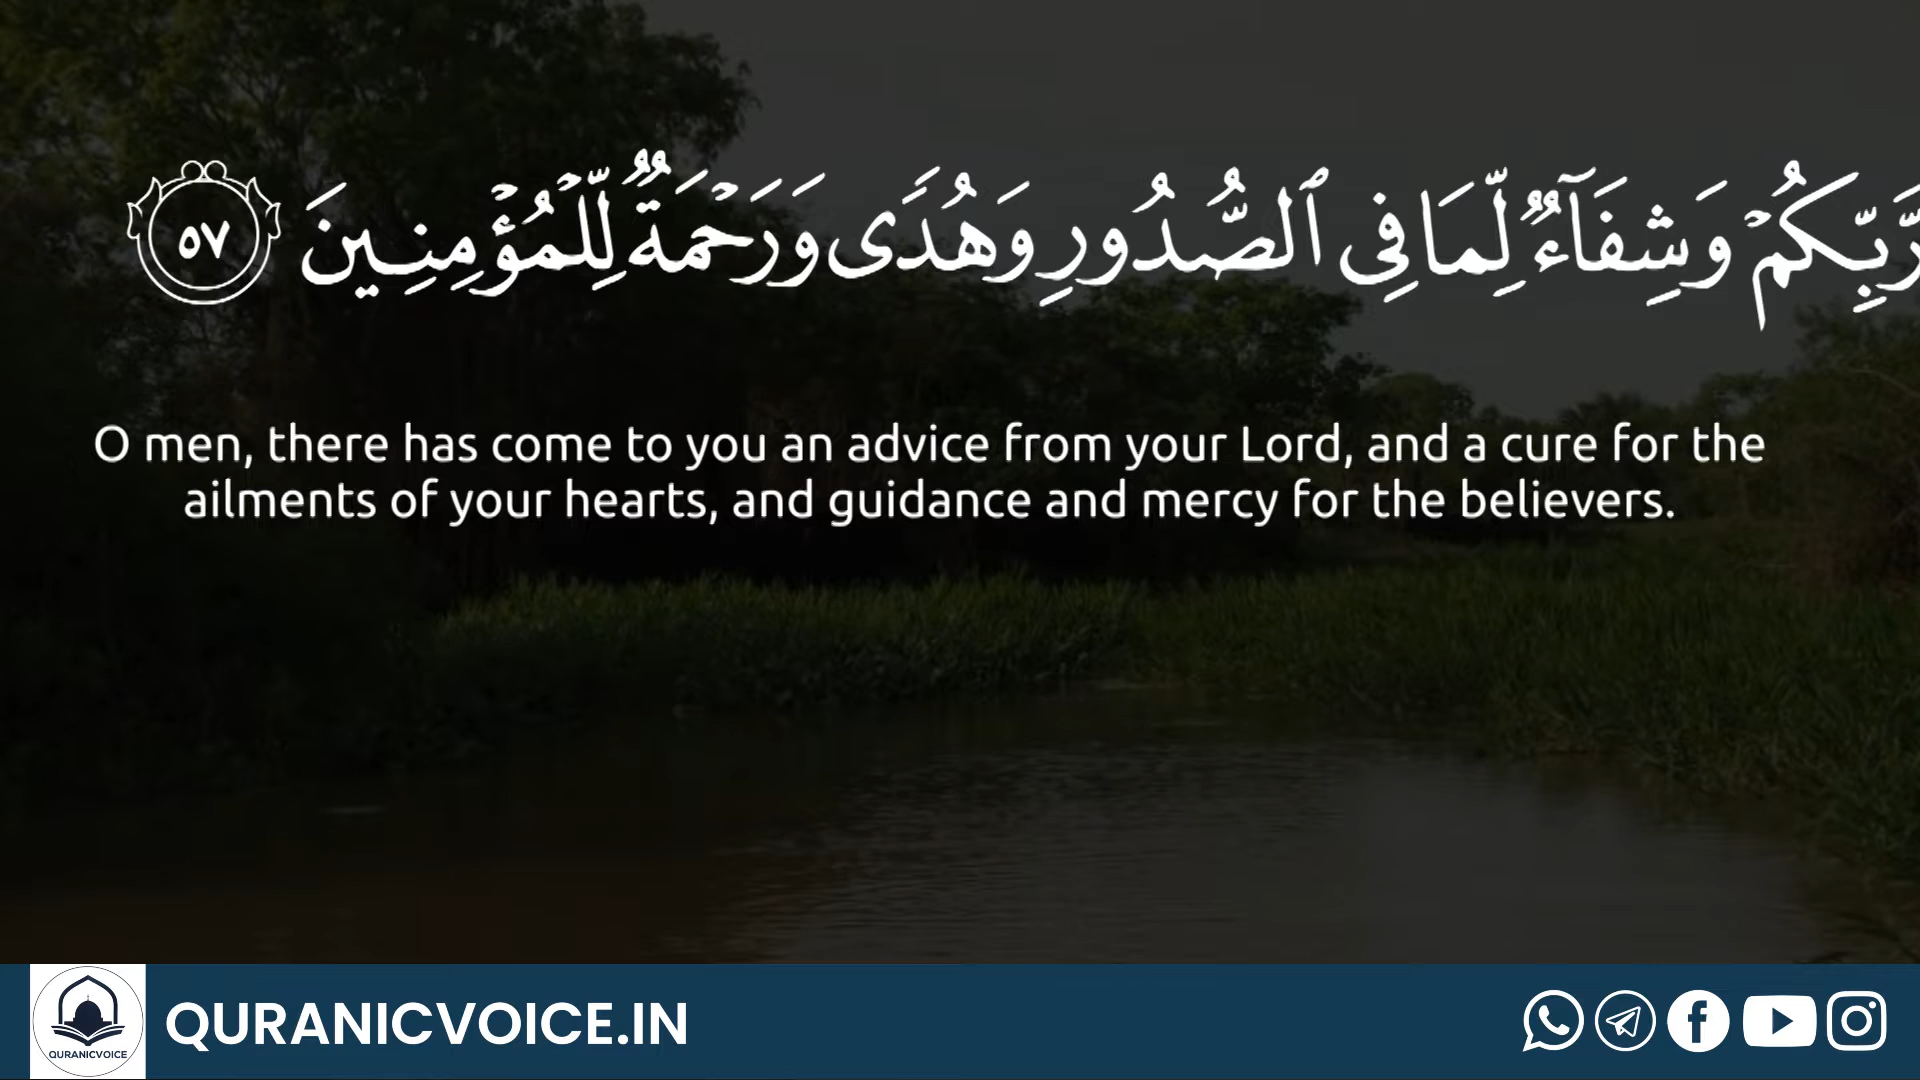 رَّبِّكُمْ وَشِفَآءٌ لِّمَا فِى ٱلصُّدُورِ وَهُدًى وَرَحْمَةٌ لِّلْمُؤْمِنِينَ ٥٧
O men, there has come to you an advice from your Lord, and a cure for the
ailments of your hearts, and guidance and mercy for the believers.
QURANICVOICE
QURANICVOICE.IN